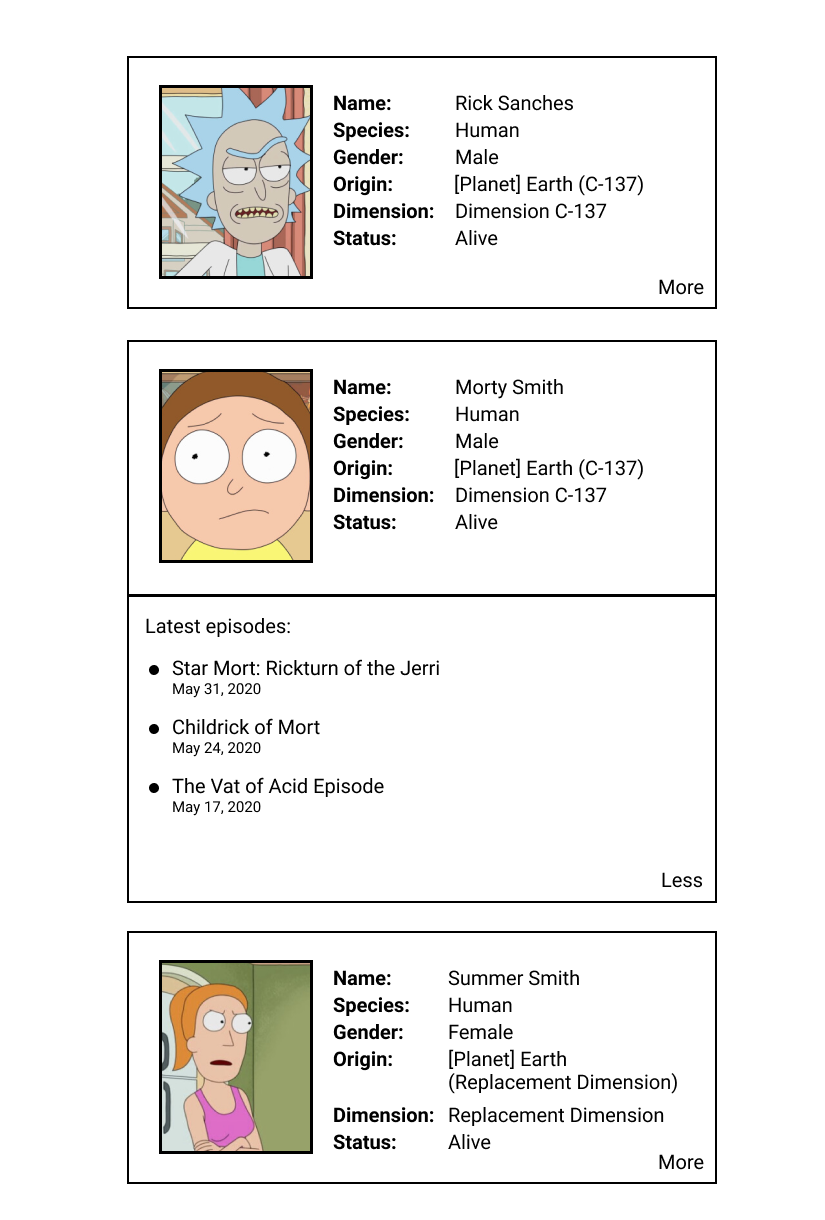 Name: Rick Sanches
Species: Human
Gender: Male
Origin: [Planet] Earth (C-137)
Dimension: Dimension C-137
Status: Alive
More
Name: Morty Smith
Species: Human
Gender: Male
Origin: [Planet] Earth (C-137)
Dimension: Dimension C-137
Status: Alive
Latest episodes:
Star Mort: Rickturn of the Jerri
May 31, 2020
Childrick of Mort
May 24, 2020
The Vat of Acid Episode
May 17, 2020
Less
Name: Summer Smith
Species: Human
Gender: Female
Origin: [Planet] Earth
(Replacement Dimension)
Dimension: Replacement Dimension
Status: Alive
More